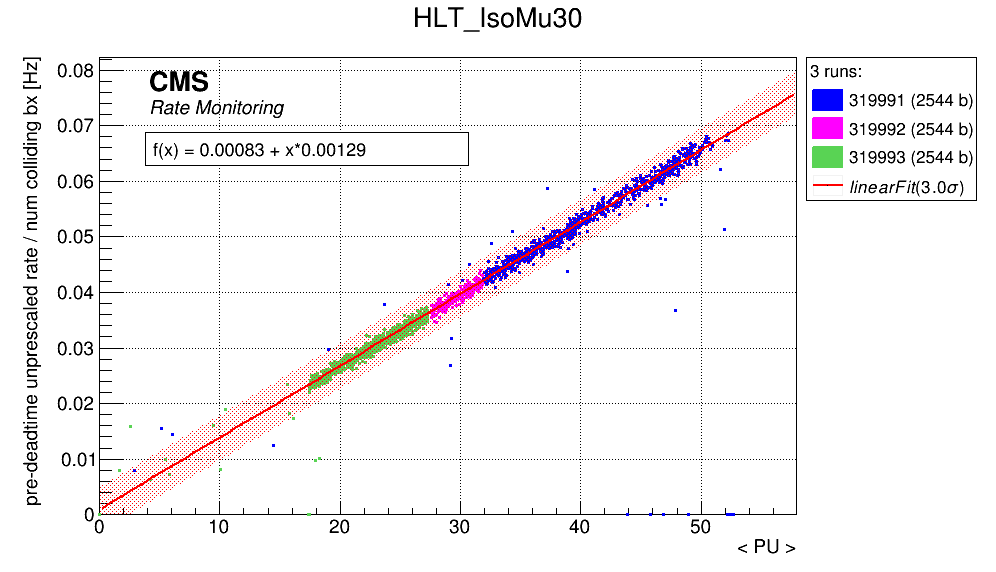 HLT_IsoMu30
pre-deadtime unprescaled rate / num colliding bx [Hz]
0.08
0.07
0.06
0.05
0.04
0.03
0.02
0.01
0
CMS
Rate Monitoring
f(x) = 0.00083 + x*0.00129
3 runs:
319991 (2544 b)
319992 (2544 b)
319993 (2544 b)
linearFit(3.0σ)
0 10 20 30 40 50
< PU >